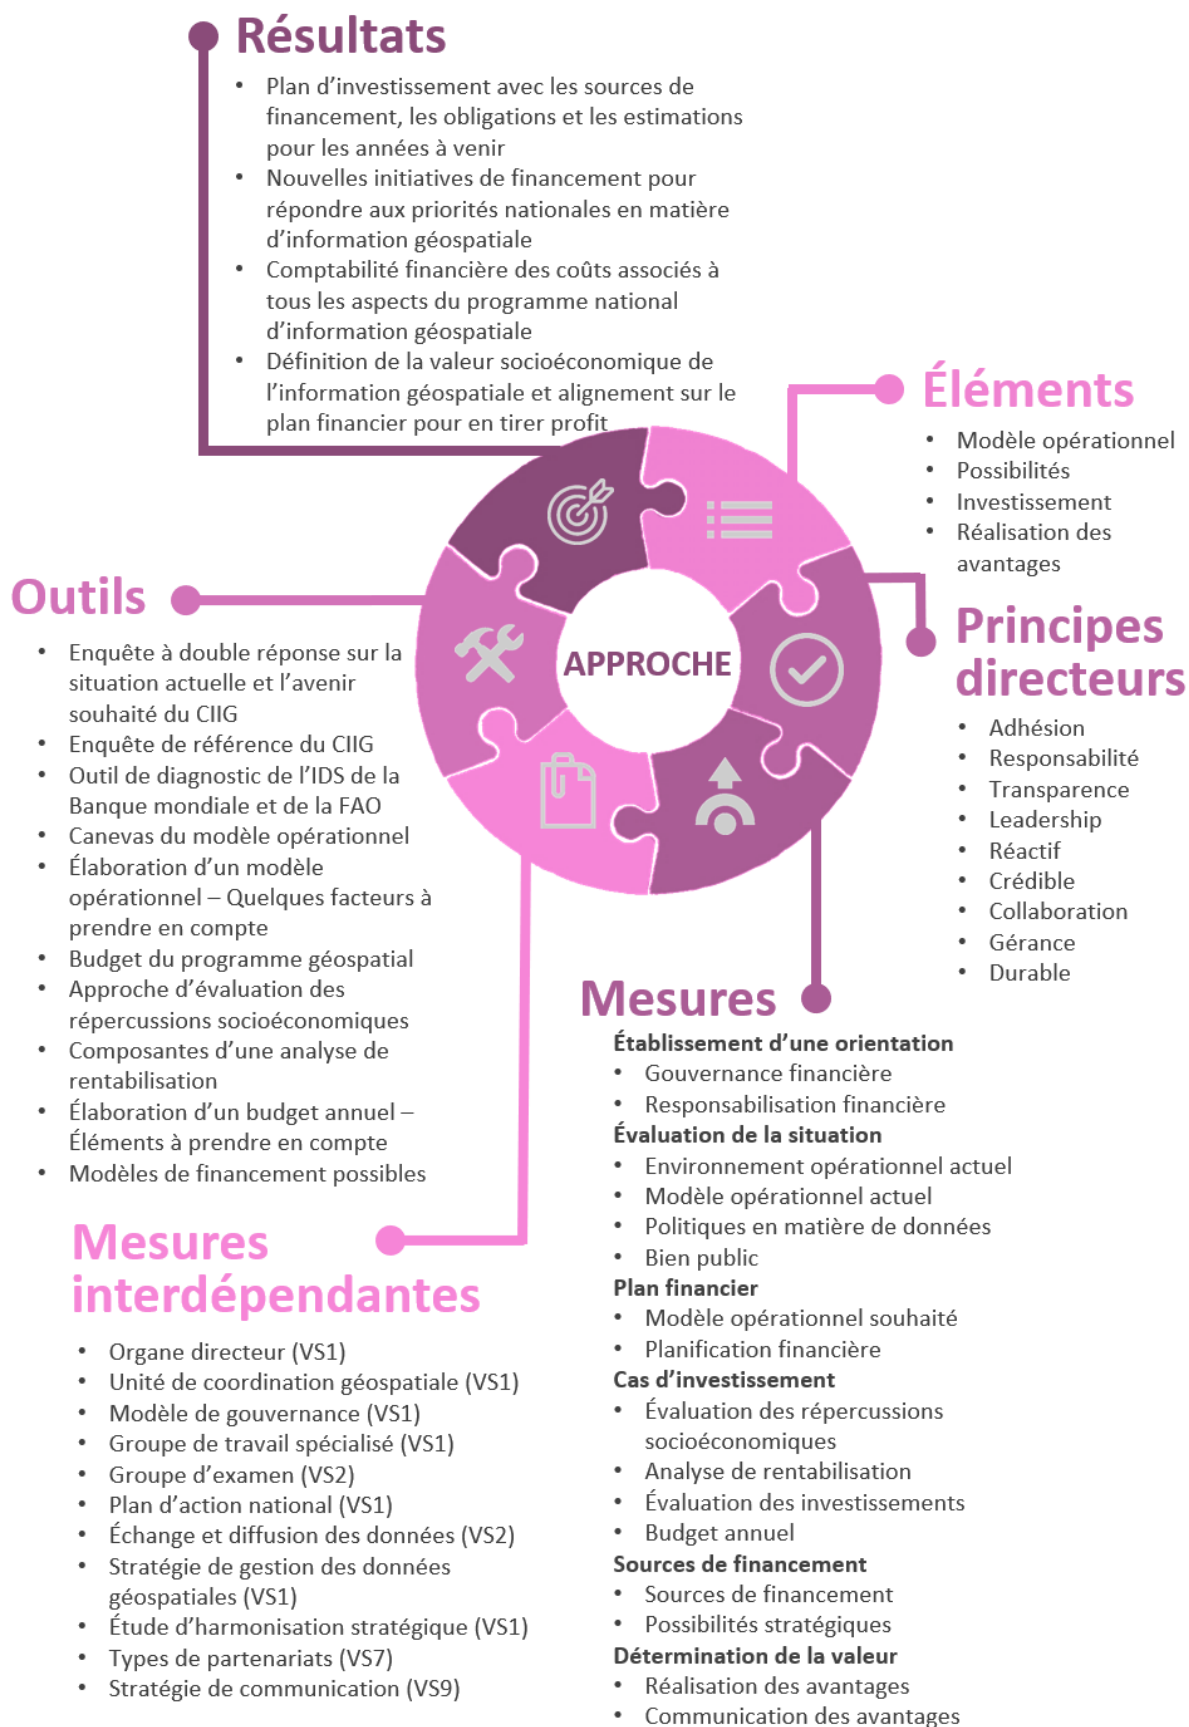 Résultats
• Plan d’investissement avec les sources de
financement, les obligations et les estimations
pour les années à venir
• Nouvelles initiatives de financement pour
répondre aux priorités nationales en matière
d’information géospatiale
• Comptabilité financière des coûts associés à
tous les aspects du programme national
d’information géospatiale
• Définition de la valeur socioéconomique de
l’information géospatiale et alignement sur le
plan financier pour en tirer profit
Éléments
• Modèle opérationnel
• Possibilités
• Investissement
• Réalisation des
avantages
Principes
directeurs
• Adhésion
• Responsabilité
• Transparence
• Leadership
• Réactif
• Crédible
• Collaboration
• Gérance
• Durable
APPROCHE
Outils
• Enquête à double réponse sur la
situation actuelle et l’avenir
souhaité du CIIG
• Enquête de référence du CIIG
• Outil de diagnostic de l’IDS de la
Banque mondiale et de la FAO
• Canevas du modèle opérationnel
• Élaboration d’un modèle
opérationnel – Quelques facteurs à
prendre en compte
• Budget du programme géospatial
• Approche d’évaluation des
répercussions socioéconomiques
• Composantes d’une analyse de
rentabilisation
• Élaboration d’un budget annuel –
Éléments à prendre en compte
• Modèles de financement possibles
Mesures
Établissement d’une orientation
• Gouvernance financière
• Responsabilisation financière
Évaluation de la situation
• Environnement opérationnel actuel
• Modèle opérationnel actuel
• Politiques en matière de données
• Bien public
Plan financier
• Modèle opérationnel souhaité
• Planification financière
Cas d’investissement
• Évaluation des répercussions
socioéconomiques
• Analyse de rentabilisation
• Évaluation des investissements
• Budget annuel
Sources de financement
• Sources de financement
• Possibilités stratégiques
Détermination de la valeur
• Réalisation des avantages
• Communication des avantages
Mesures
interdépendantes
• Organe directeur (VS1)
• Unité de coordination géospatiale (VS1)
• Modèle de gouvernance (VS1)
• Groupe de travail spécialisé (VS1)
• Groupe d’examen (VS2)
• Plan d’action national (VS1)
• Échange et diffusion des données (VS2)
• Stratégie de gestion des données
géospatiales (VS1)
• Étude d’harmonisation stratégique (VS1)
• Types de partenariats (VS7)
• Stratégie de communication (VS9)